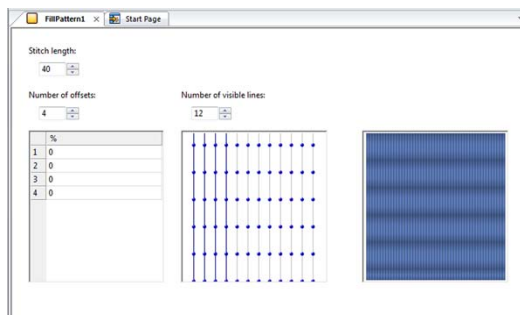 FillPattern1 × Start Page
Stitch length:
40
Number of offsets: Number of visible lines:
4 12
%
1 0
2 0
3 0
4 0